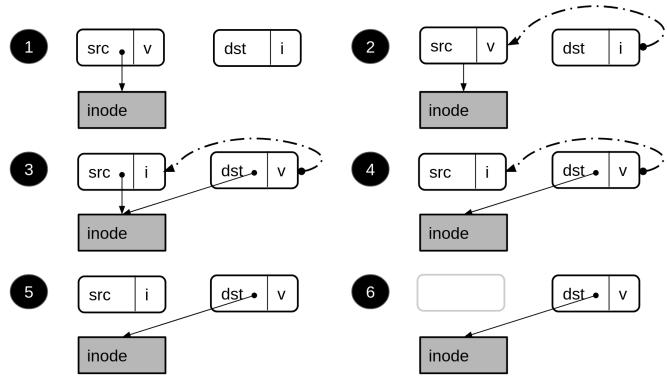 1 src v dst i 2 src v dst i
inode inode
3 src i dst v 4 src i dst v
inode inode
5 src i dst v 6 dst v
inode inode